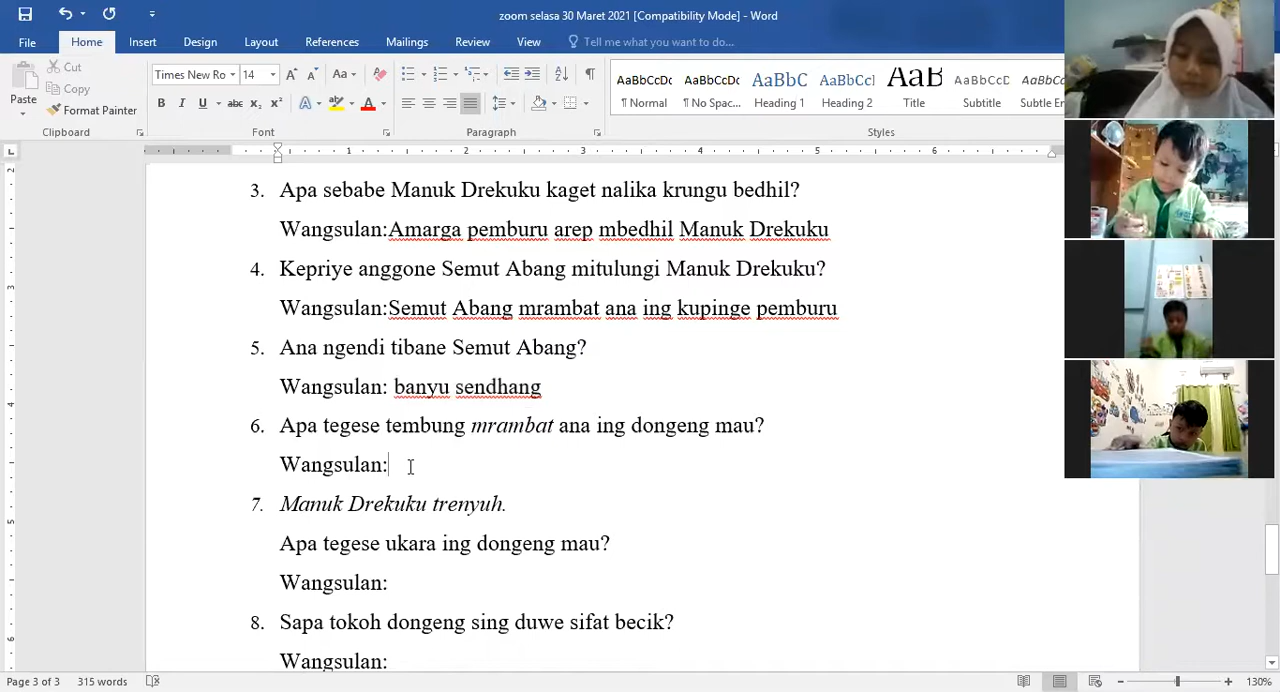 zoom selasa 30 Maret 2021 [Compatibility Mode] - Word
File Home Insert Design Layout References Mailings Review View Tell me what you want to do...
Paste
Cut
Copy
Format Painter
Clipboard
Times New Ro 14
Font
Paragraph
AaBbCcDc AaBbCcDc AaBbC AaBbCcI AaB AaBbCcD AaBbCcDc
¶ Normal ¶ No Spac... Heading 1 Heading 2 Title Subtitle Subtle Em
Styles
3. Apa sebabe Manuk Drekuku kaget nalika krungu bedhil?
Wangsulan:Amarga pemburu arep mbedhil Manuk Drekuku
4. Kepriye anggone Semut Abang mitulungi Manuk Drekuku?
Wangsulan:Semut Abang mrambat ana ing kupinge pemburu
5. Ana ngendi tibane Semut Abang?
Wangsulan: banyu sendhang
6. Apa tegese tembung mrambat ana ing dongeng mau?
Wangsulan:
7. Manuk Drekuku trenyuh.
Apa tegese ukara ing dongeng mau?
Wangsulan:
8. Sapa tokoh dongeng sing duwe sifat becik?
Wangsulan:
Page 3 of 3 315 words 130%